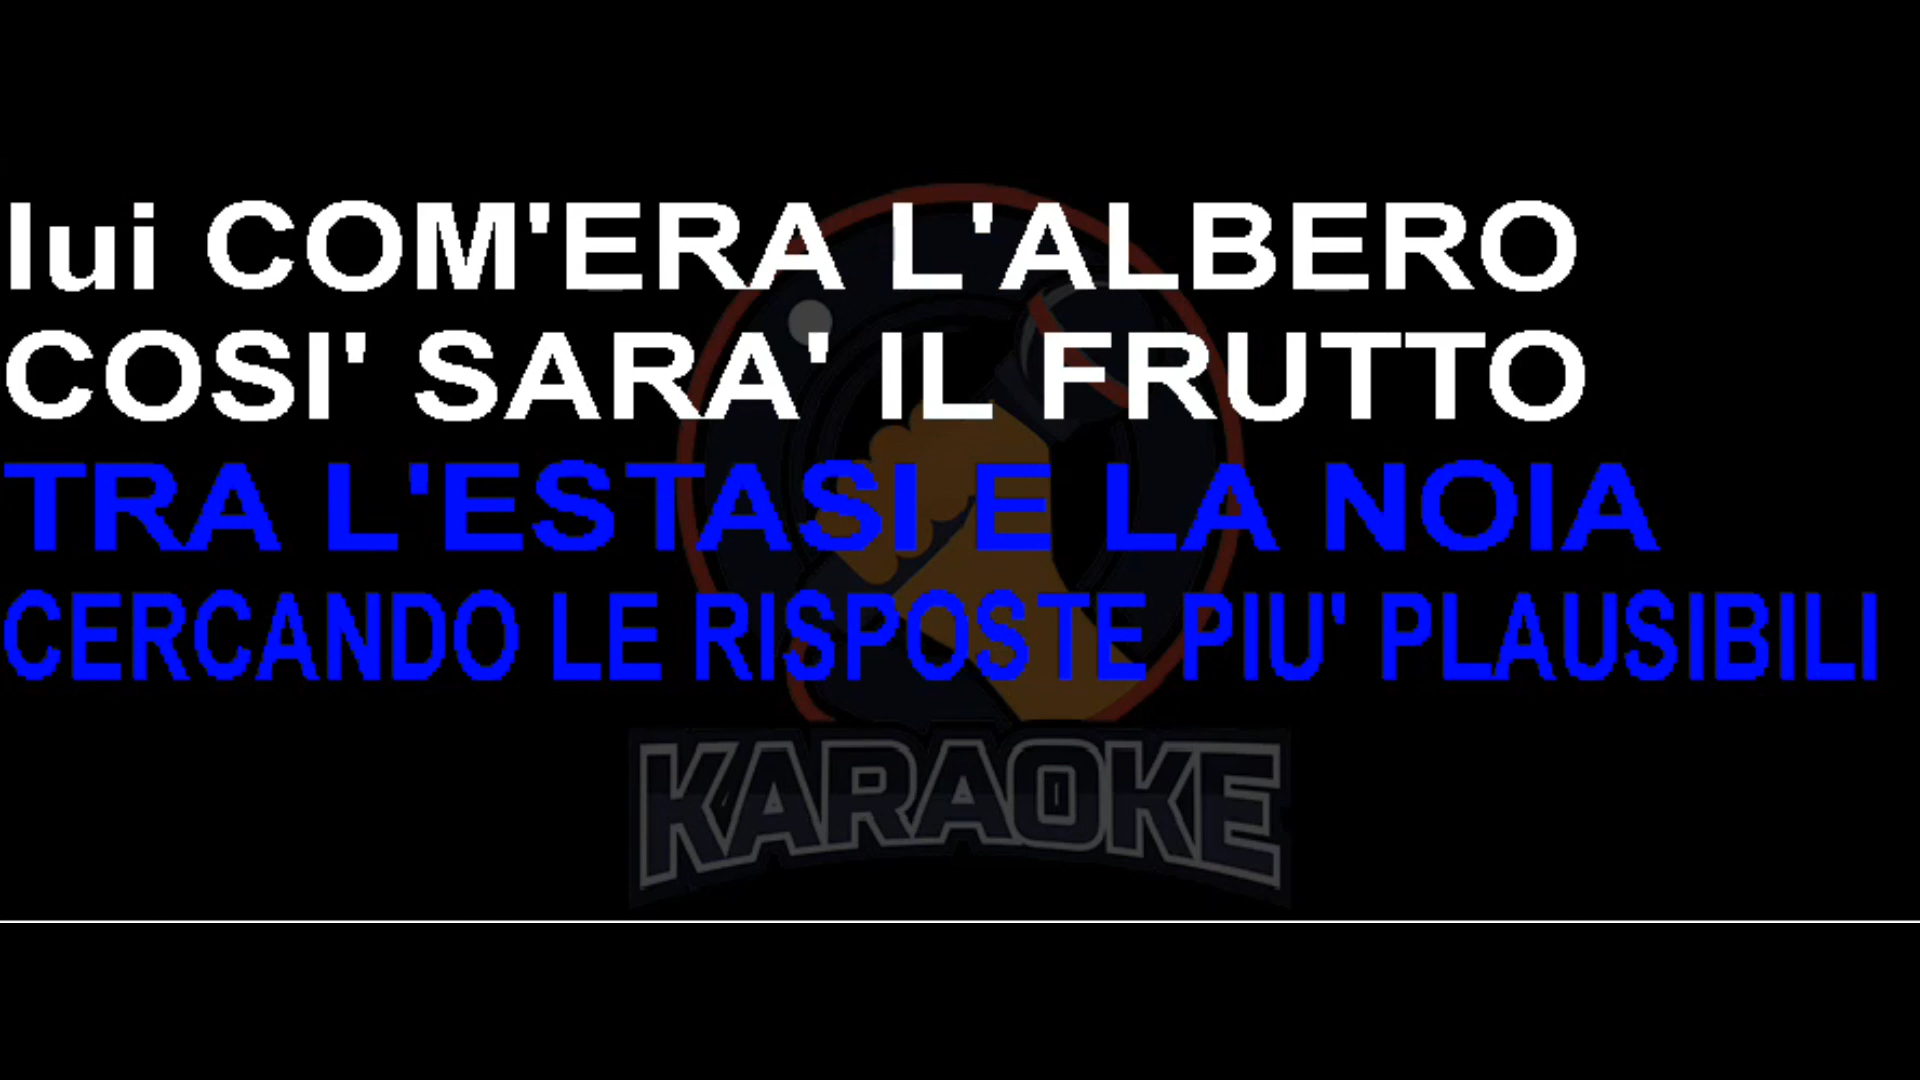 lui COM'ERA L'ALBERO
COSI' SARA' IL FRUTTO
TRA L'ESTASI E LA NOIA
CERCANDO LE RISPOSTE PIU' PLAUSIBILI
KARAOKE